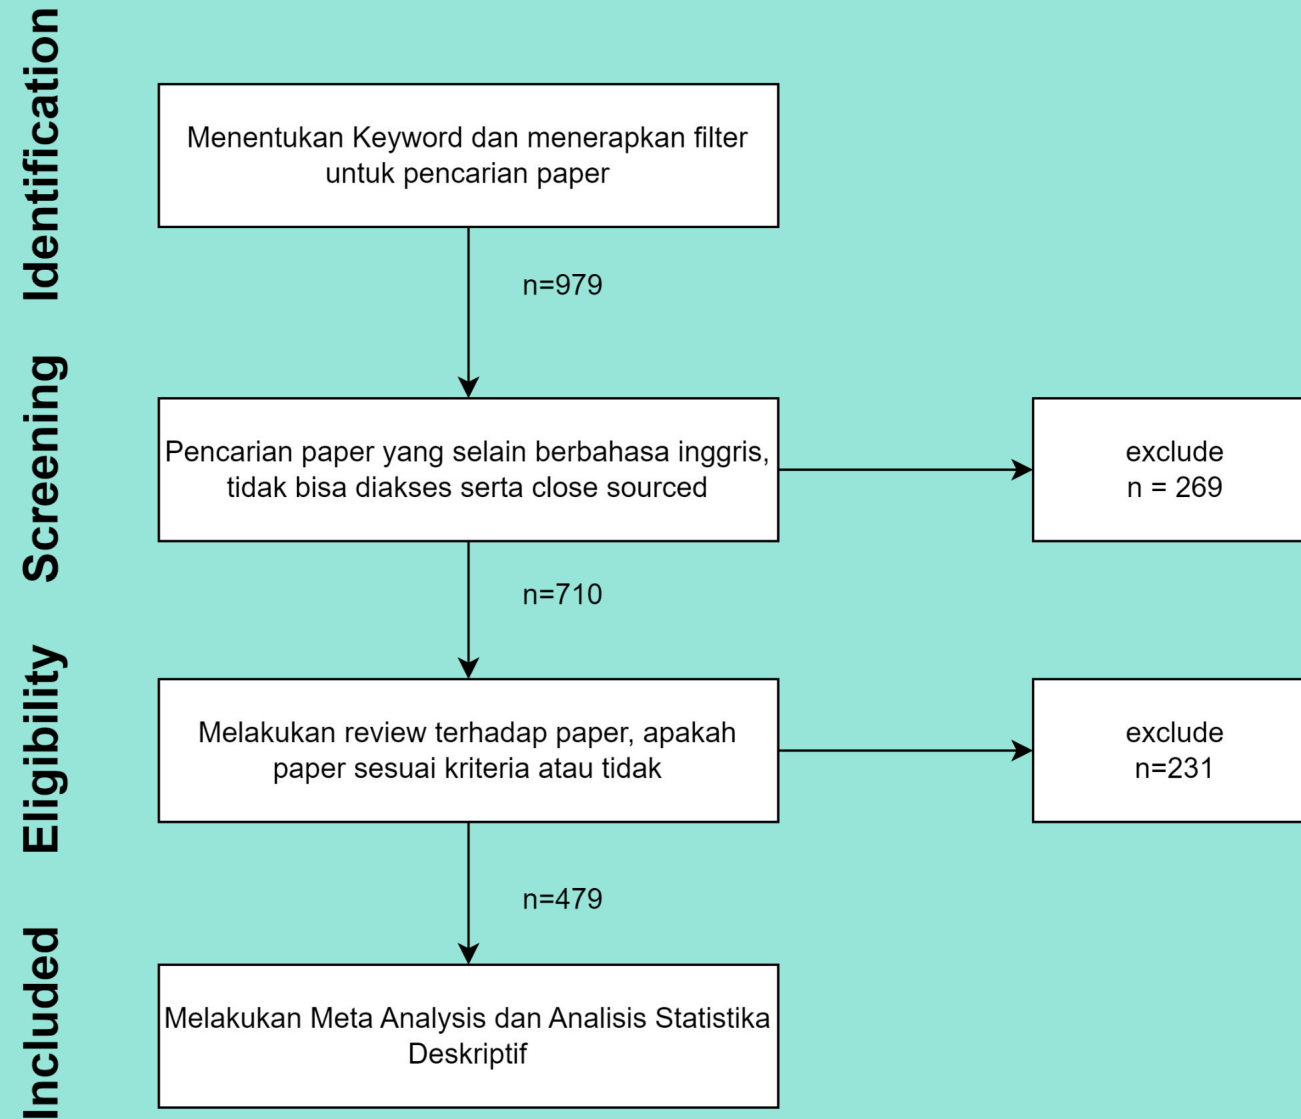 Identification
Menentukan Keyword dan menerapkan filter
untuk pencarian paper
n=979
Screening
Pencarian paper yang selain berbahasa inggris,
tidak bisa diakses serta close sourced
exclude
n = 269
n=710
Eligibility
Melakukan review terhadap paper, apakah
paper sesuai kriteria atau tidak
exclude
n=231
n=479
Included
Melakukan Meta Analysis dan Analisis Statistika
Deskriptif